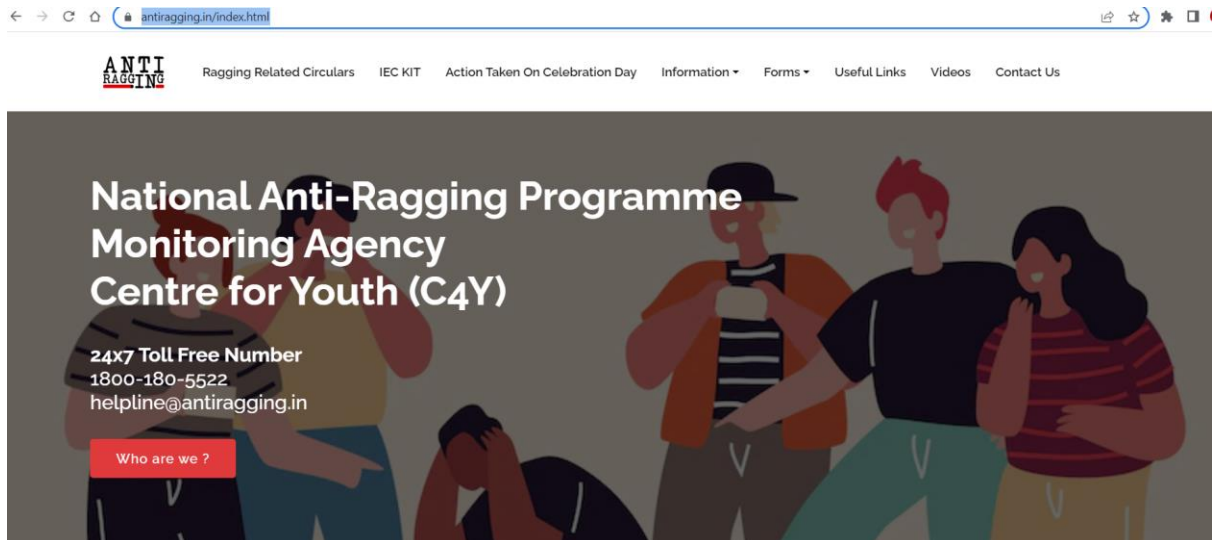 antiragging.in/index.html
ANTI
RAGGING
Ragging Related Circulars IEC KIT Action Taken On Celebration Day Information Forms Useful Links Videos Contact Us
National Anti-Ragging Programme
Monitoring Agency
Centre for Youth (C4Y)
24x7 Toll Free Number
1800-180-5522
helpline@antiragging.in
Who are we ?